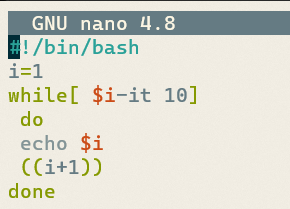 GNU nano 4.8
#!/bin/bash
i=1
while[ $i-it 10]
do
echo $i
((i+1))
done